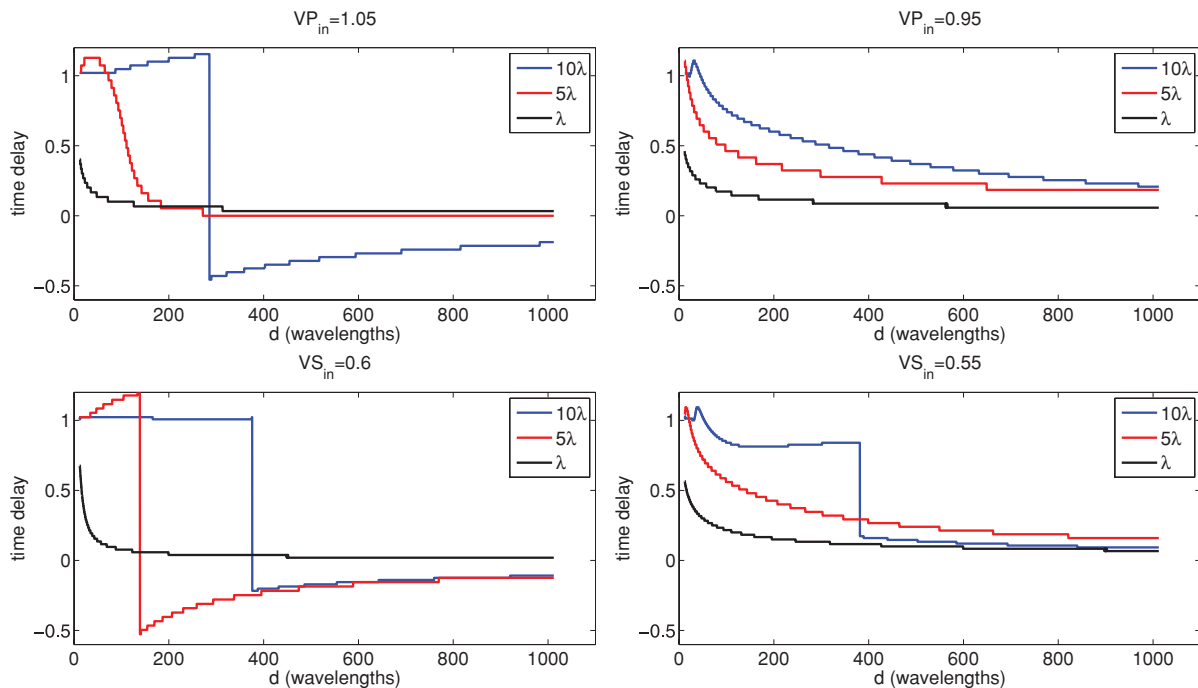 VP_in=1.05
1
0.5
0
−0.5
time delay
10λ
5λ
λ
0 200 400 600 800 1000
d (wavelengths)
VP_in=0.95
1
0.5
0
−0.5
time delay
10λ
5λ
λ
0 200 400 600 800 1000
d (wavelengths)
VS_in=0.6
1
0.5
0
−0.5
time delay
10λ
5λ
λ
0 200 400 600 800 1000
d (wavelengths)
VS_in=0.55
1
0.5
0
−0.5
time delay
10λ
5λ
λ
0 200 400 600 800 1000
d (wavelengths)